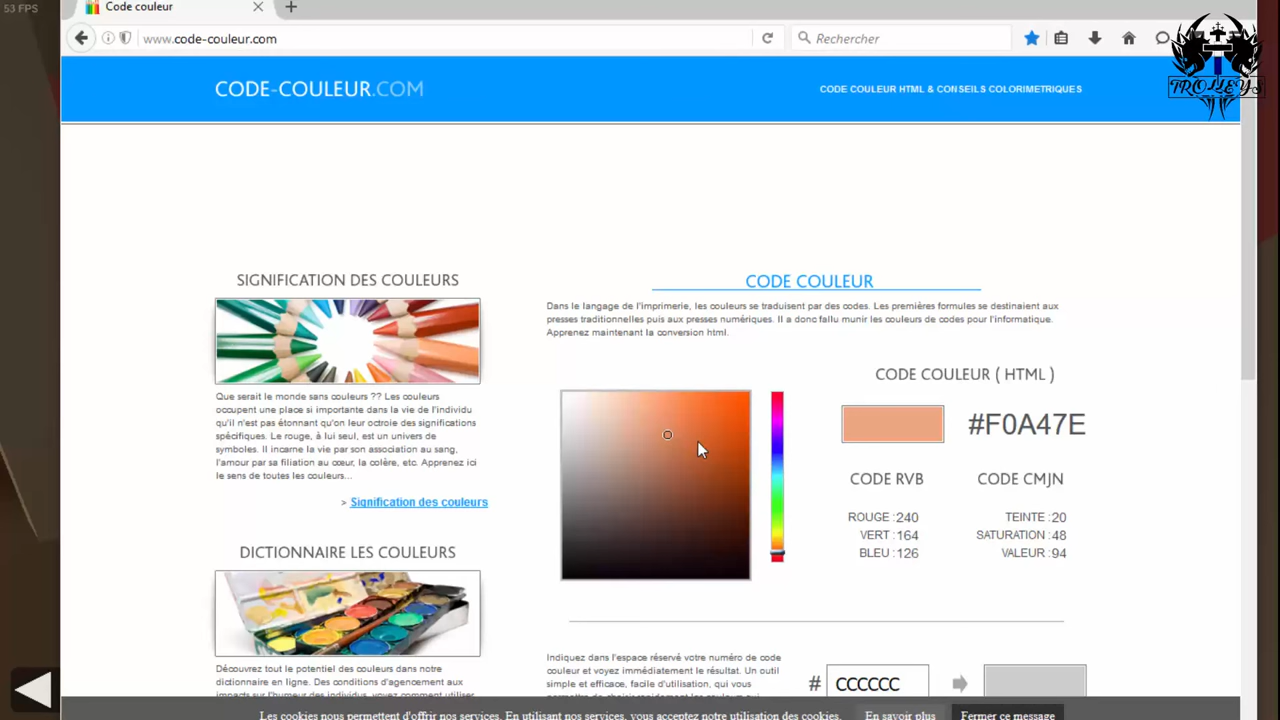 53 FPS
Code couleur
www.code-couleur.com
Rechercher
TROLLEYS
CODE-COULEUR.COM
CODE COULEUR HTML & CONSEILS COLORIMETRIQUES
SIGNIFICATION DES COULEURS
Que serait le monde sans couleurs ?? Les couleurs
occupent une place si importante dans la vie de l'individu
qu'il n'est pas étonnant qu'on leur octroie des significations
spécifiques. Le rouge, à lui seul, est un univers de
symboles. Il incarne la vie par son association au sang,
l'amour par sa filiation au cœur, la colère, etc. Apprenez ici
le sens de toutes les couleurs...
> Signification des couleurs
DICTIONNAIRE LES COULEURS
Découvrez tout le potentiel des couleurs dans notre
dictionnaire en ligne. Des conditions d'agencement aux
impacts sur l'humeur des individus, voyez comment utiliser
CODE COULEUR
Dans le langage de l'imprimerie, les couleurs se traduisent par des codes. Les premières formules se destinaient aux
presses traditionnelles puis aux presses numériques. Il a donc fallu munir les couleurs de codes pour l'informatique.
Apprenez maintenant la conversion html.
CODE COULEUR ( HTML )
#F0A47E
CODE RVB
ROUGE : 240
VERT : 164
BLEU : 126
CODE CMJN
TEINTE : 20
SATURATION : 48
VALEUR : 94
Indiquez dans l'espace réservé votre numéro de code
couleur et voyez immédiatement le résultat. Un outil
simple et efficace, facile d'utilisation, qui vous
# CCCCCC
Les cookies nous permettent d'offrir nos services. En utilisant nos services, vous acceptez notre utilisation des cookies.
En savoir plus
Fermer ce message